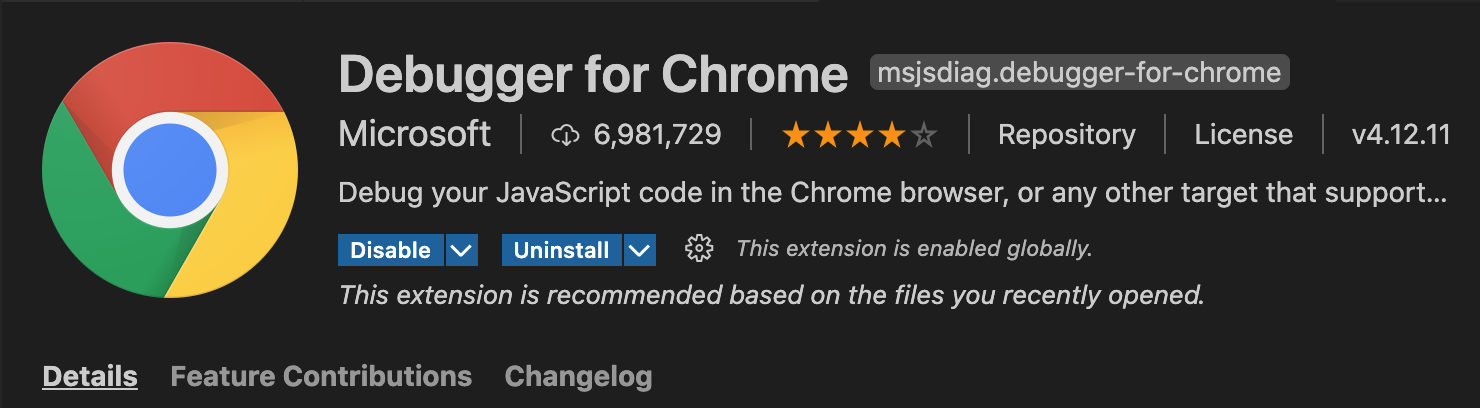 Debugger for Chrome msjsdiag.debugger-for-chrome
Microsoft 6,981,729 Repository License v4.12.11
Debug your JavaScript code in the Chrome browser, or any other target that support...
Disable Uninstall This extension is enabled globally.
This extension is recommended based on the files you recently opened.
Details Feature Contributions Changelog